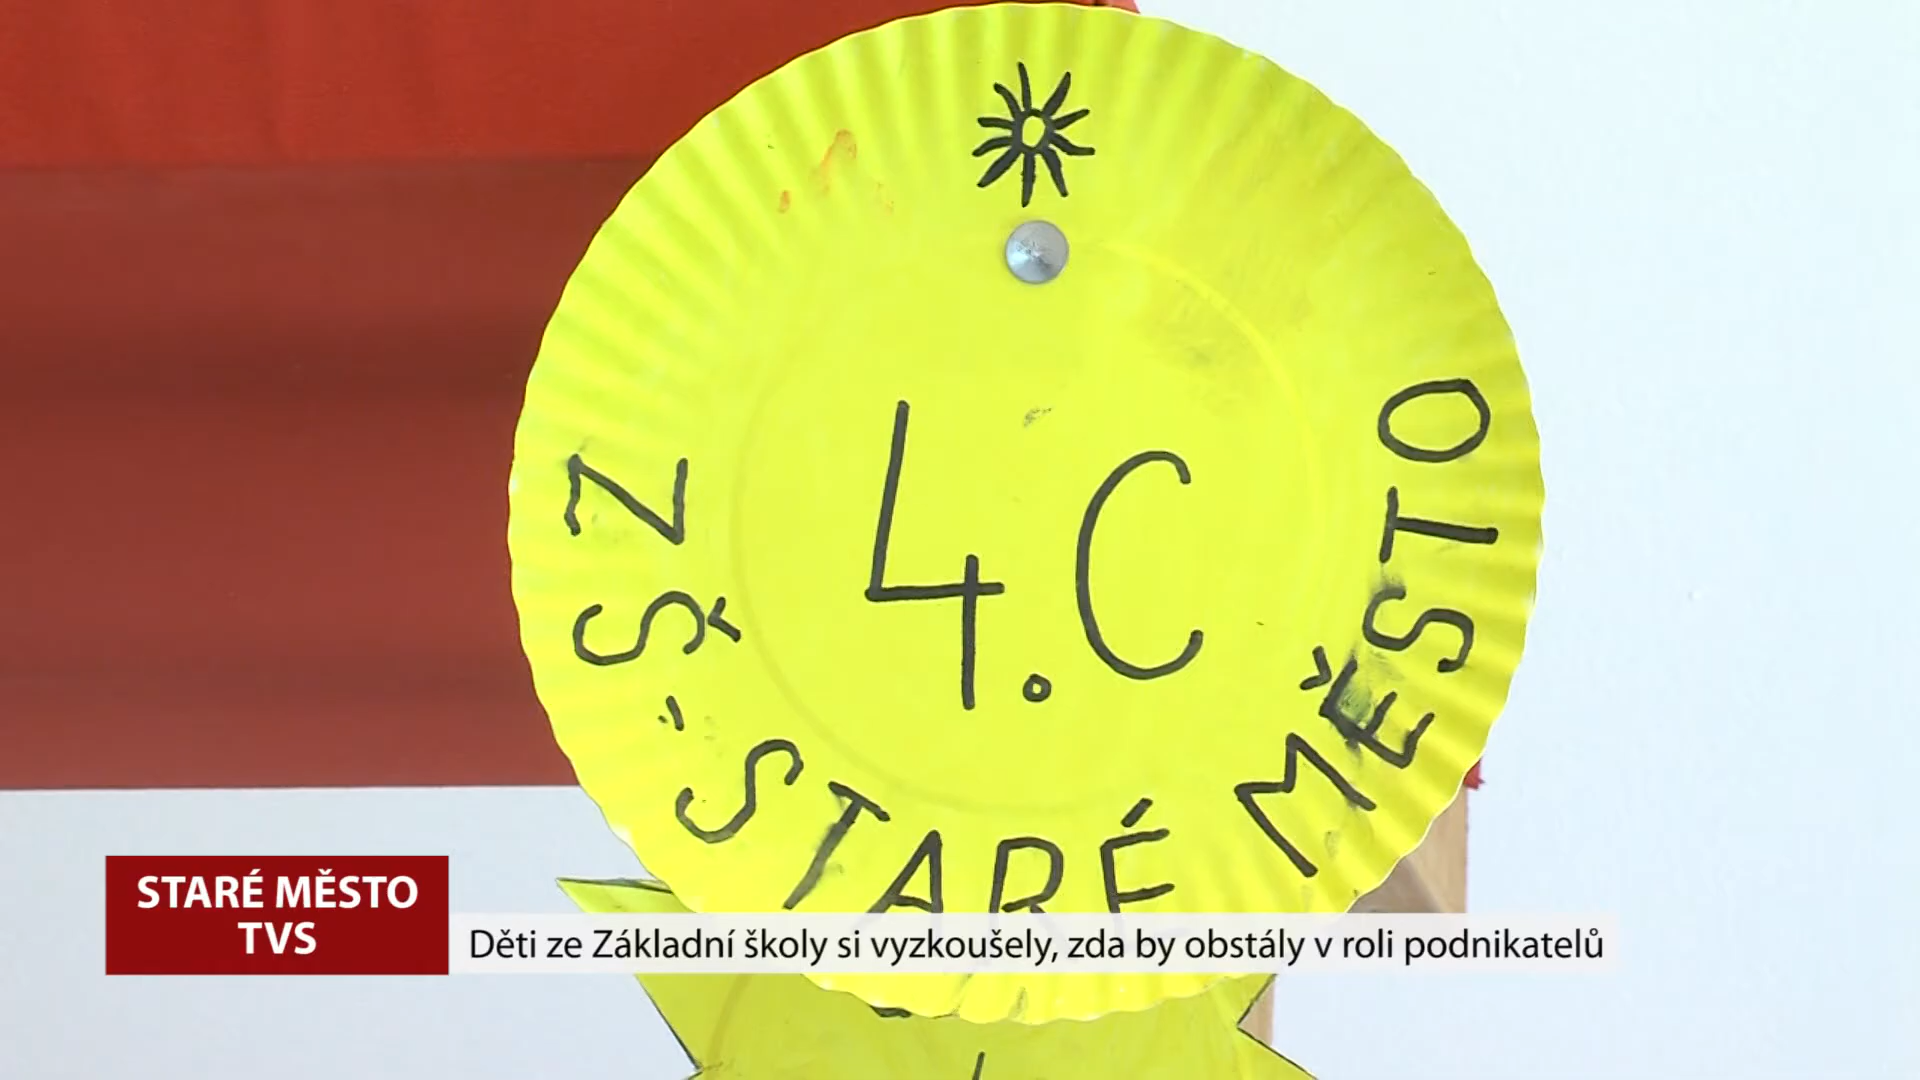 4.C
ZŠ-STARÉ MĚSTO
STARÉ MĚSTO
TVS
Děti ze Základní školy si vyzkoušely, zda by obstály v roli podnikatelů